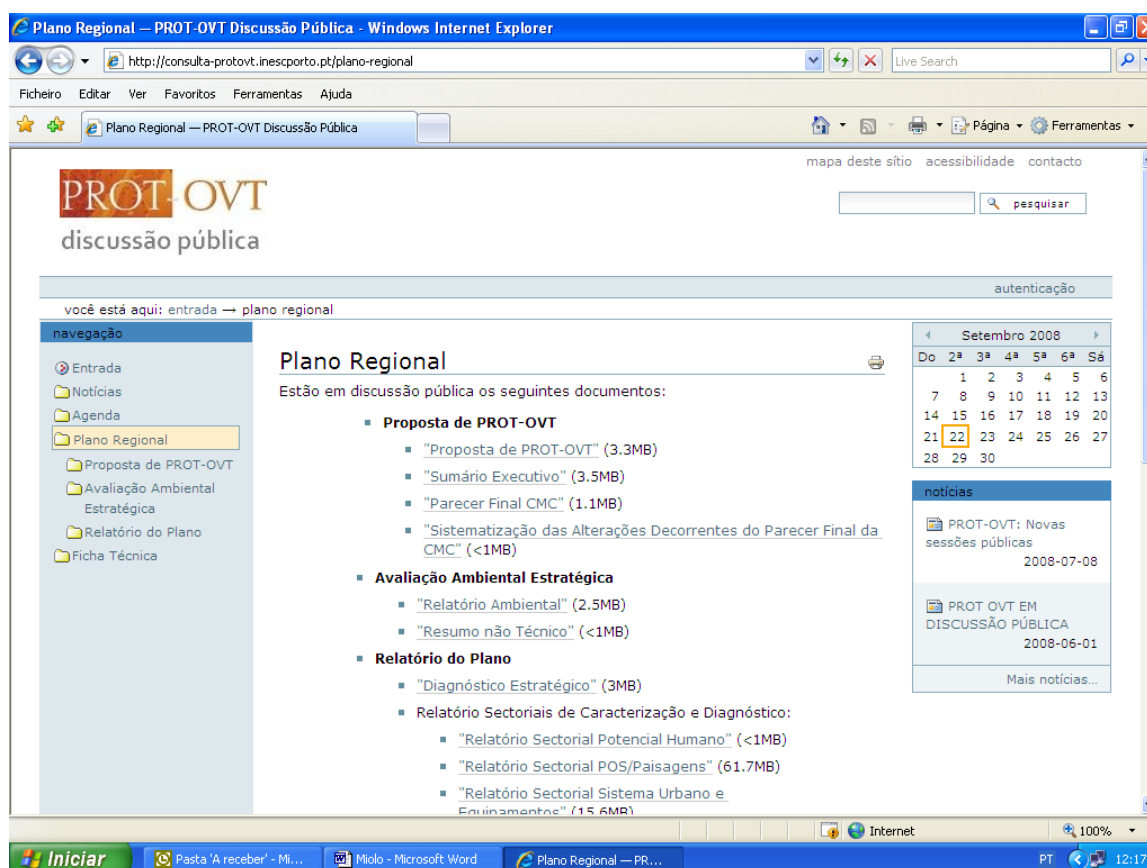 Plano Regional — PROT-OVT Discussão Pública - Windows Internet Explorer
http://consulta-protovt.inescporto.pt/plano-regional
Live Search
Ficheiro Editar Ver Favoritos Ferramentas Ajuda
Plano Regional — PROT-OVT Discussão Pública
Página Ferramentas
mapa deste sítio acessibilidade contacto
PROT-OVT
discussão pública
pesquisar
autenticação
você está aqui: entrada → plano regional
navegação
Entrada
Notícias
Agenda
Plano Regional
Proposta de PROT-OVT
Avaliação Ambiental
Estratégica
Relatório do Plano
Ficha Técnica
Plano Regional
Estão em discussão pública os seguintes documentos:
Proposta de PROT-OVT
"Proposta de PROT-OVT" (3.3MB)
"Sumário Executivo" (3.5MB)
"Parecer Final CMC" (1.1MB)
"Sistematização das Alterações Decorrentes do Parecer Final da
CMC" (<1MB)
Avaliação Ambiental Estratégica
"Relatório Ambiental" (2.5MB)
"Resumo não Técnico" (<1MB)
Relatório do Plano
"Diagnóstico Estratégico" (3MB)
Relatório Sectoriais de Caracterização e Diagnóstico:
"Relatório Sectorial Potencial Humano" (<1MB)
"Relatório Sectorial POS/Paisagens" (61.7MB)
"Relatório Sectorial Sistema Urbano e
Equipamentos" (15.6MB)
Setembro 2008
Do 2ª 3ª 4ª 5ª 6ª Sá
1 2 3 4 5 6
7 8 9 10 11 12 13
14 15 16 17 18 19 20
21 22 23 24 25 26 27
28 29 30
notícias
PROT-OVT: Novas
sessões públicas
2008-07-08
PROT OVT EM
DISCUSSÃO PÚBLICA
2008-06-01
Mais notícias...
Internet
100%
Iniciar
Pasta 'A receber' - Mi...
Miolo - Microsoft Word
Plano Regional — PR...
PT
12:17